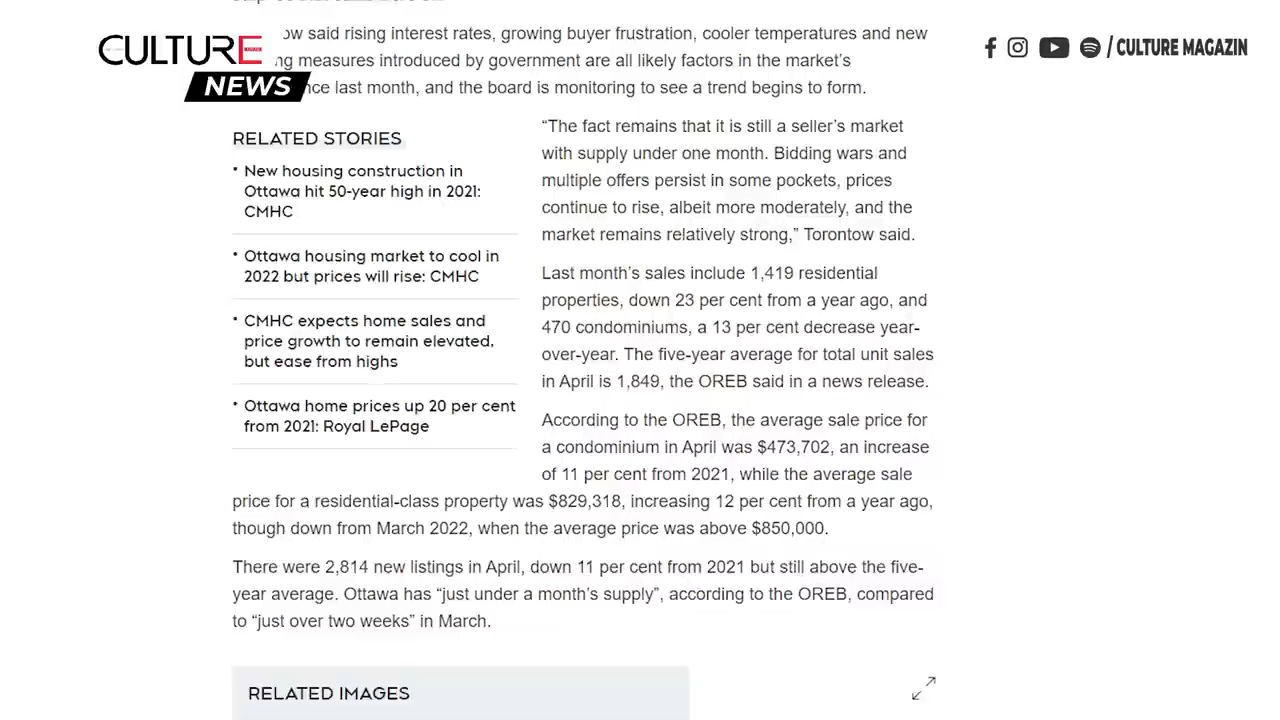 CULTURE
NEWS
/ CULTURE MAGAZIN
said rising interest rates, growing buyer frustration, cooler temperatures and new
measures introduced by government are all likely factors in the market’s
last month, and the board is monitoring to see a trend begins to form.
RELATED STORIES
• New housing construction in
Ottawa hit 50-year high in 2021:
CMHC
• Ottawa housing market to cool in
2022 but prices will rise: CMHC
• CMHC expects home sales and
price growth to remain elevated,
but ease from highs
• Ottawa home prices up 20 per cent
from 2021: Royal LePage
“The fact remains that it is still a seller’s market
with supply under one month. Bidding wars and
multiple offers persist in some pockets, prices
continue to rise, albeit more moderately, and the
market remains relatively strong,” Torontow said.
Last month’s sales include 1,419 residential
properties, down 23 per cent from a year ago, and
470 condominiums, a 13 per cent decrease year-
over-year. The five-year average for total unit sales
in April is 1,849, the OREB said in a news release.
According to the OREB, the average sale price for
a condominium in April was $473,702, an increase
of 11 per cent from 2021, while the average sale
price for a residential-class property was $829,318, increasing 12 per cent from a year ago,
though down from March 2022, when the average price was above $850,000.
There were 2,814 new listings in April, down 11 per cent from 2021 but still above the five-
year average. Ottawa has “just under a month’s supply”, according to the OREB, compared
to “just over two weeks” in March.
RELATED IMAGES